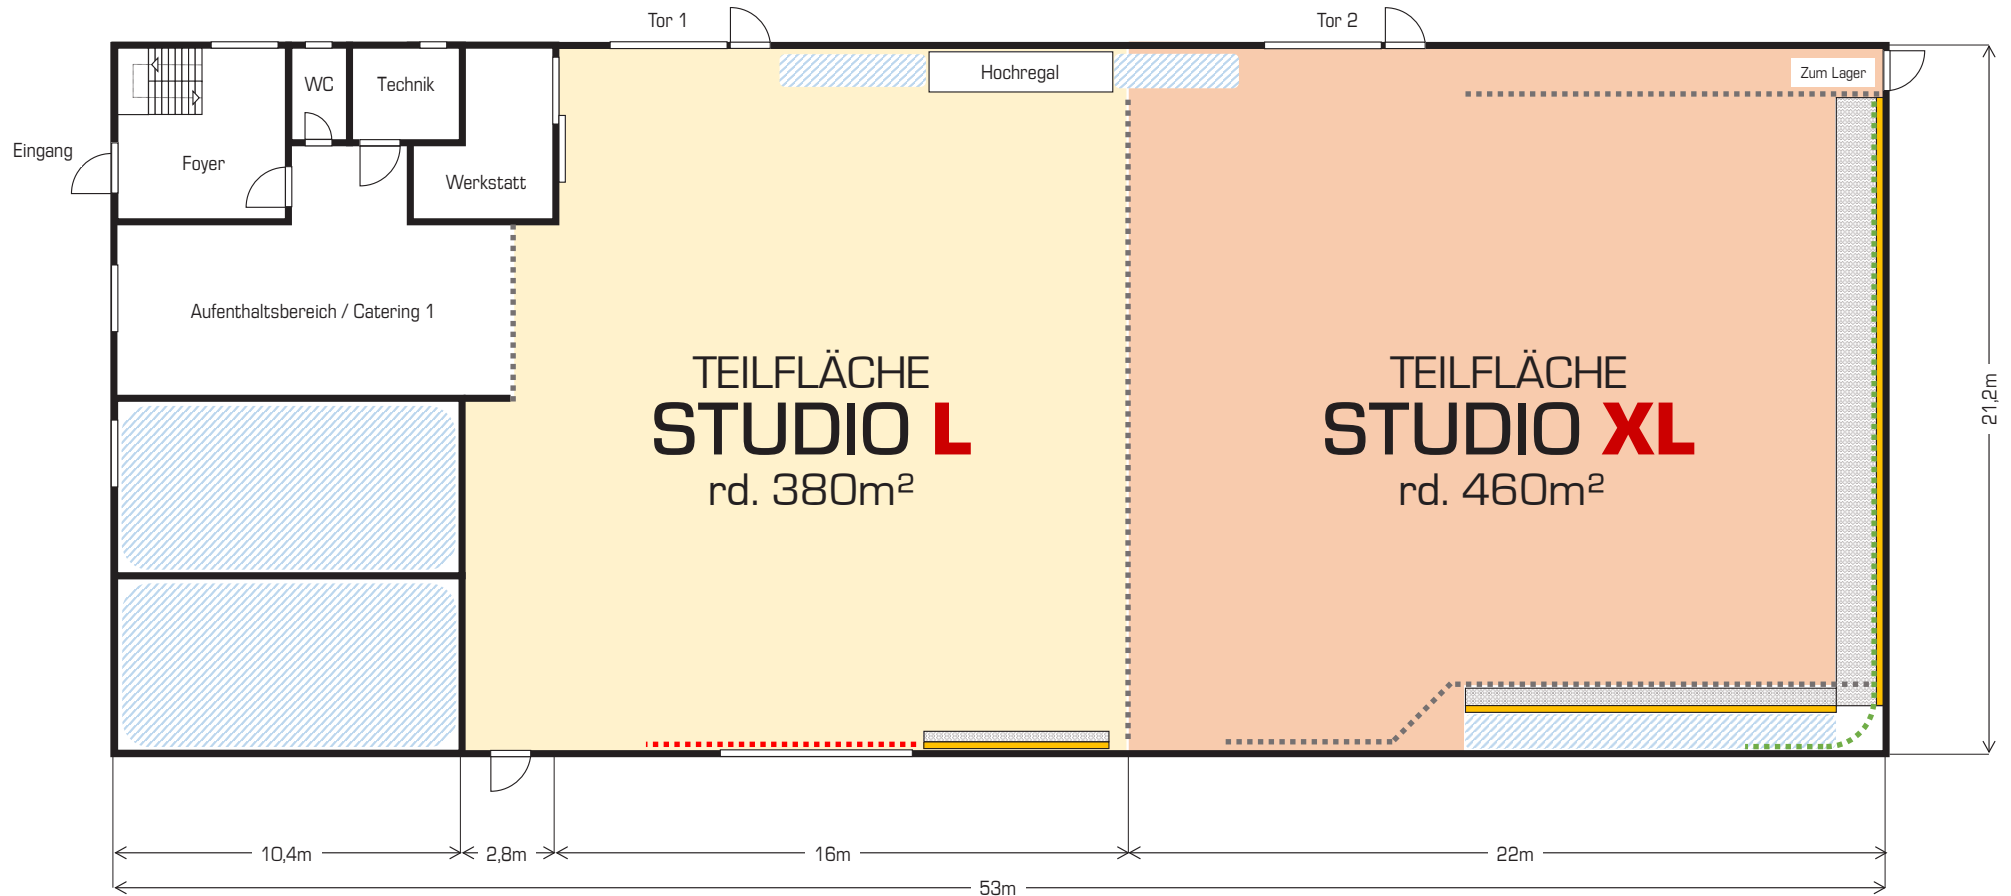 Tor 1
Tor 2
WC
Technik
Hochregal
Zum Lager
Eingang
Foyer
Werkstatt
Aufenthaltsbereich / Catering 1
TEILFLÄCHE
STUDIO L
rd. 380m²
TEILFLÄCHE
STUDIO XL
rd. 460m²
21,2m
10,4m
2,8m
16m
22m
53m